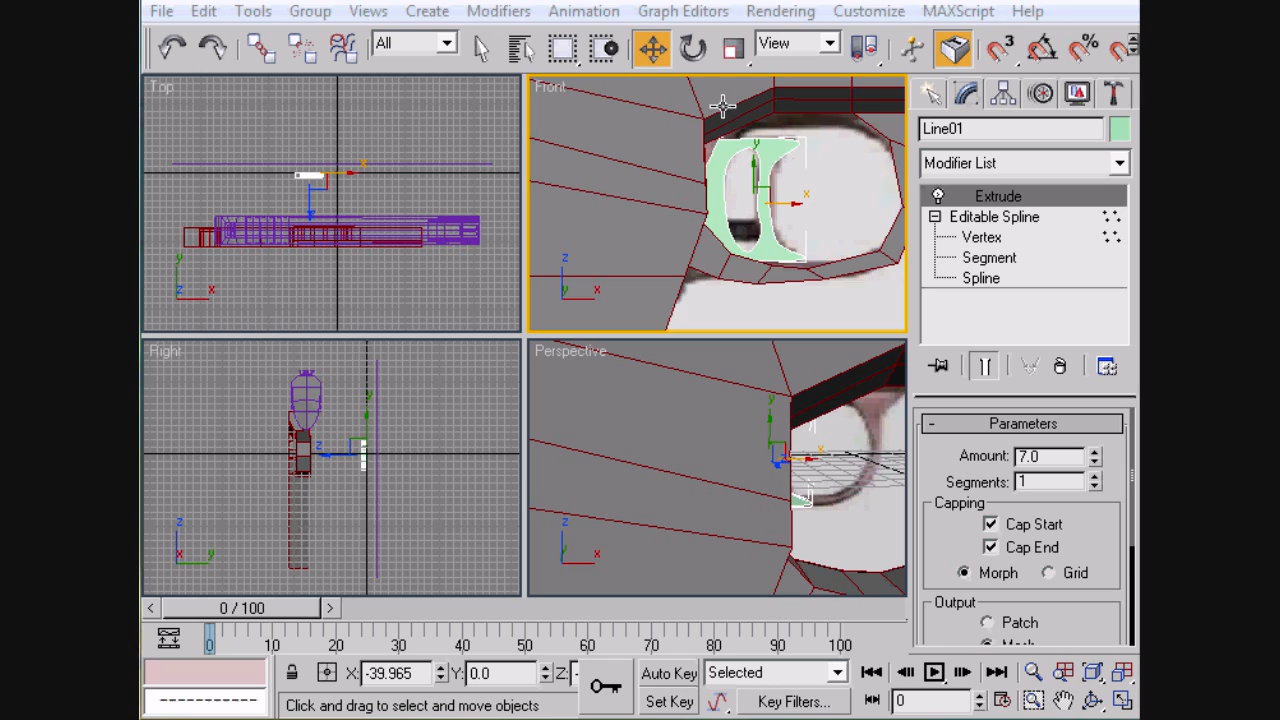 File Edit Tools Group Views Create Modifiers Animation Graph Editors Rendering Customize MAXScript Help
All View 3 %
Top Front
Line01
Modifier List
Extrude
Editable Spline
Vertex
Segment
Spline
Right Perspective
Parameters
Amount: 7.0
Segments: 1
Capping
Cap Start
Cap End
Morph Grid
Output
Patch
0 / 100
0 10 20 30 40 50 60 70 80 90 100
X: -39.965 Y: 0.0 Z: Auto Key Selected
Click and drag to select and move objects Set Key Key Filters... 0
x y z